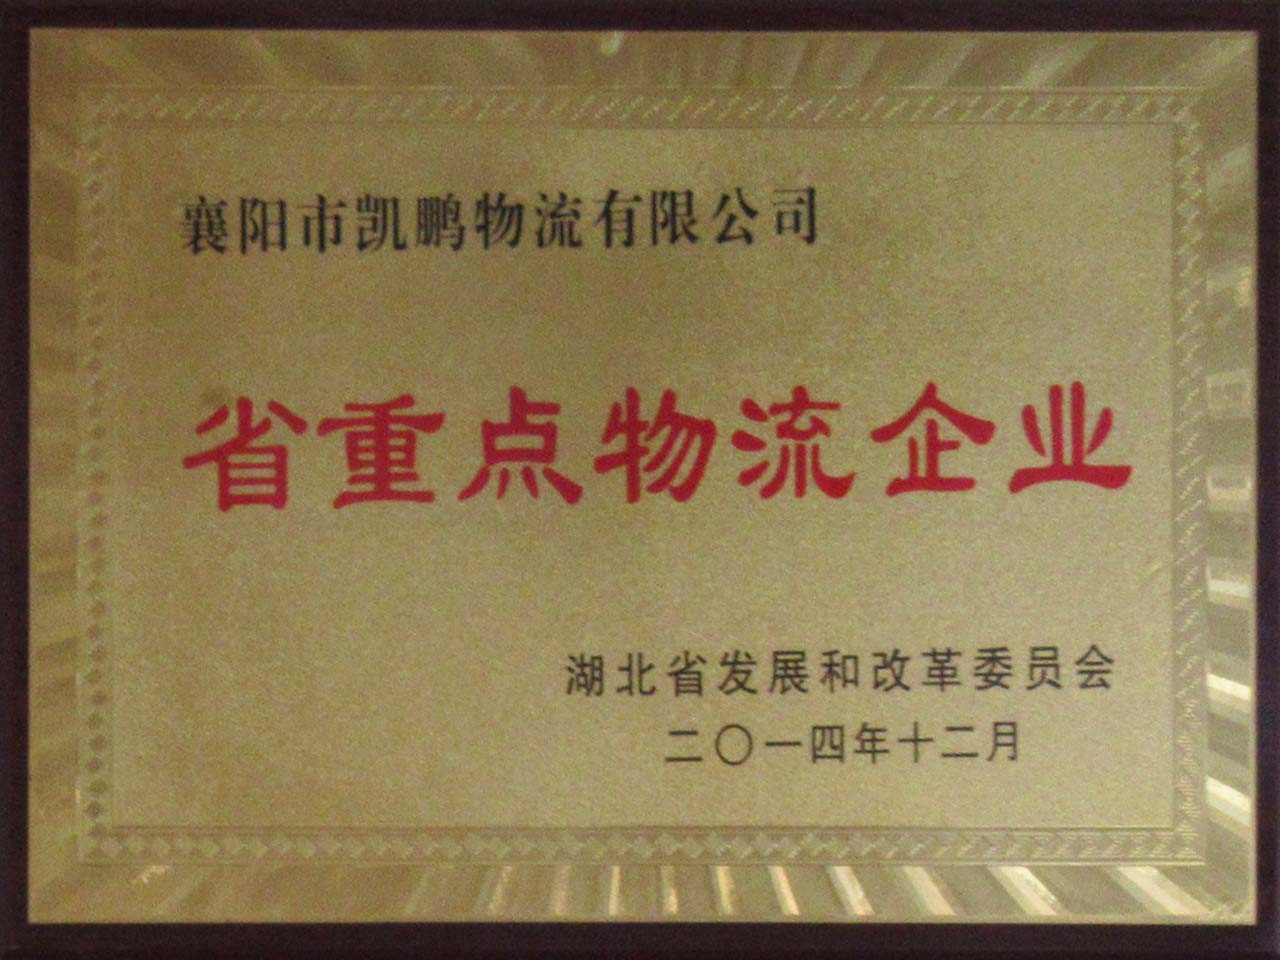 襄阳市凯鹏物流有限公司
省重点物流企业
湖北省发展和改革委员会
二〇一四年十二月